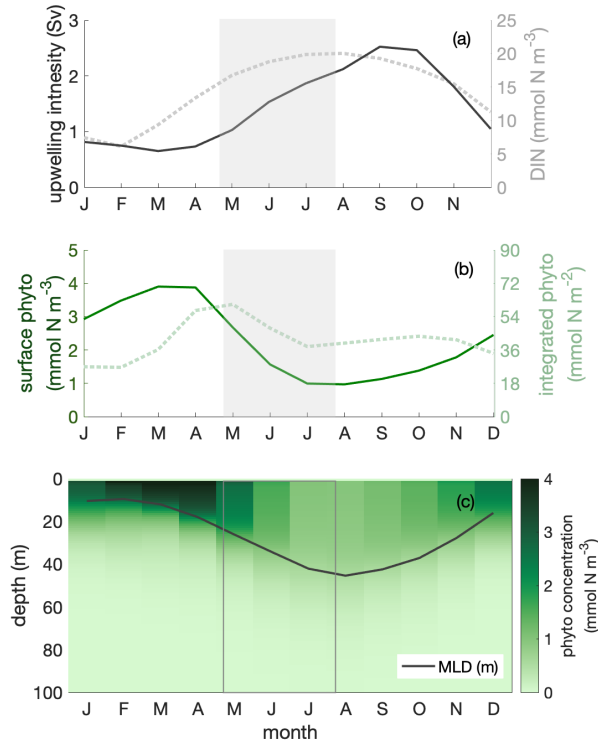 (a)
upwelling intnesity (Sv)
3
2
1
0
DIN (mmol N m⁻³)
25
20
15
10
5
0
J F M A M J J A S O N
(b)
surface phyto
(mmol N m⁻³)
5
4
3
2
1
0
integrated phyto
(mmol N m⁻²)
90
72
54
36
18
0
J F M A M J J A S O N D
(c)
depth (m)
0
20
40
60
80
100
MLD (m)
J F M A M J J A S O N D
month
4
3
2
1
0
phyto concentration
(mmol N m⁻³)